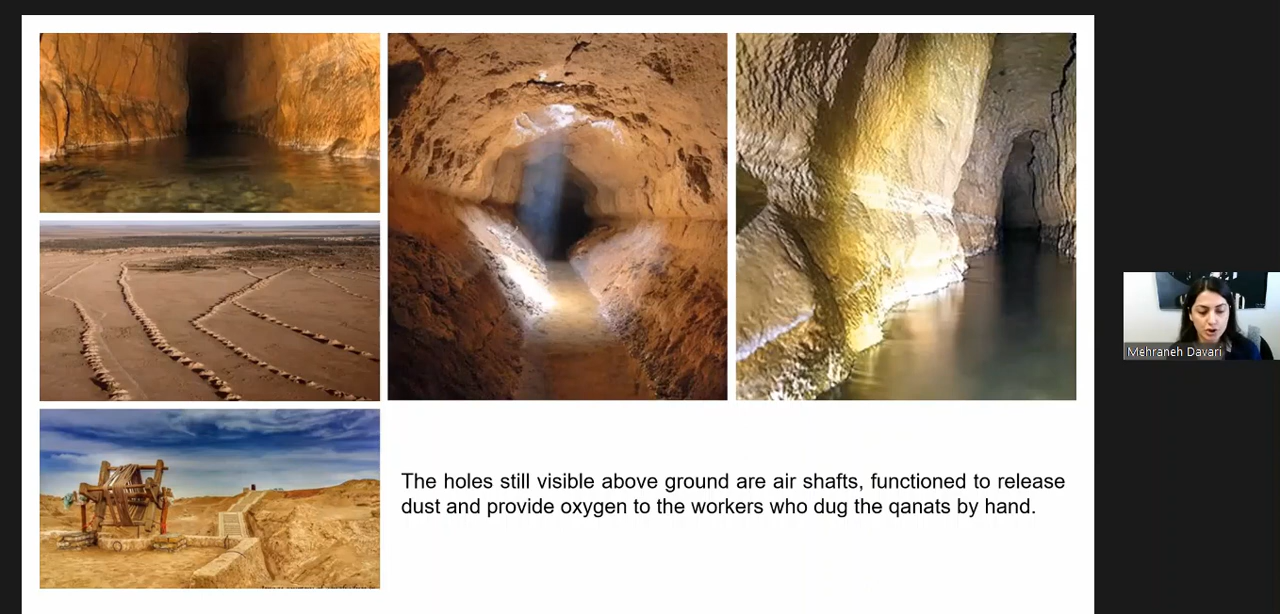 The holes still visible above ground are air shafts, functioned to release
dust and provide oxygen to the workers who dug the qanats by hand.
Mehraneh Davari